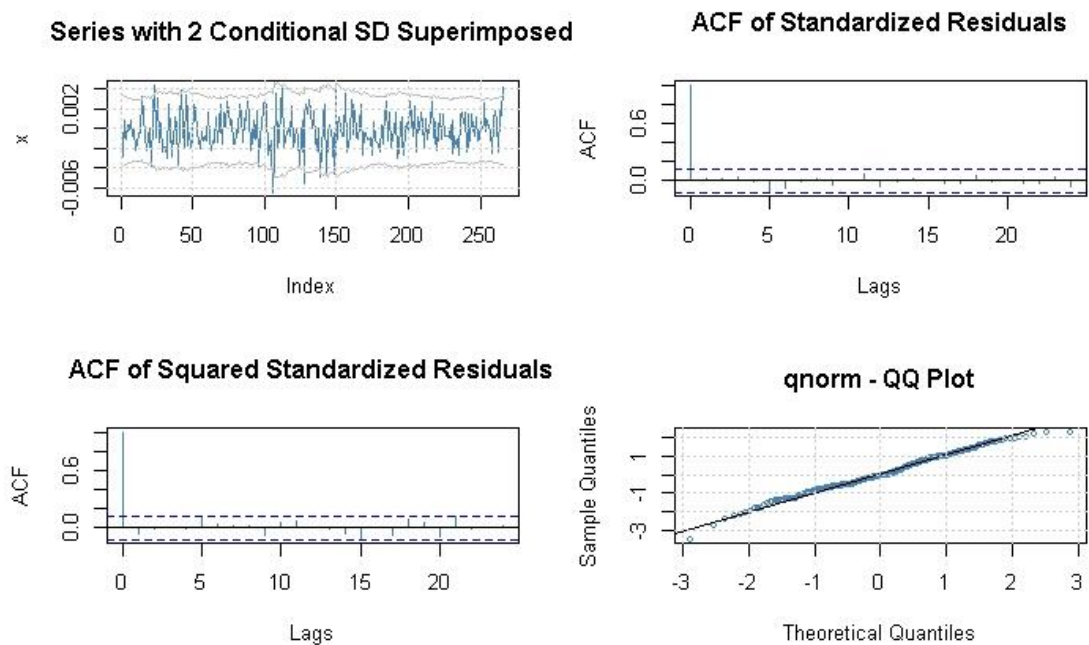 Series with 2 Conditional SD Superimposed
x
0.002
-0.006
0 50 100 150 200 250
Index
ACF of Standardized Residuals
ACF
0.6
0.0
0 5 10 15 20
Lags
ACF of Squared Standardized Residuals
ACF
0.6
0.0
0 5 10 15 20
Lags
qnorm - QQ Plot
Sample Quantiles
1
-1
-3
-3 -2 -1 0 1 2 3
Theoretical Quantiles